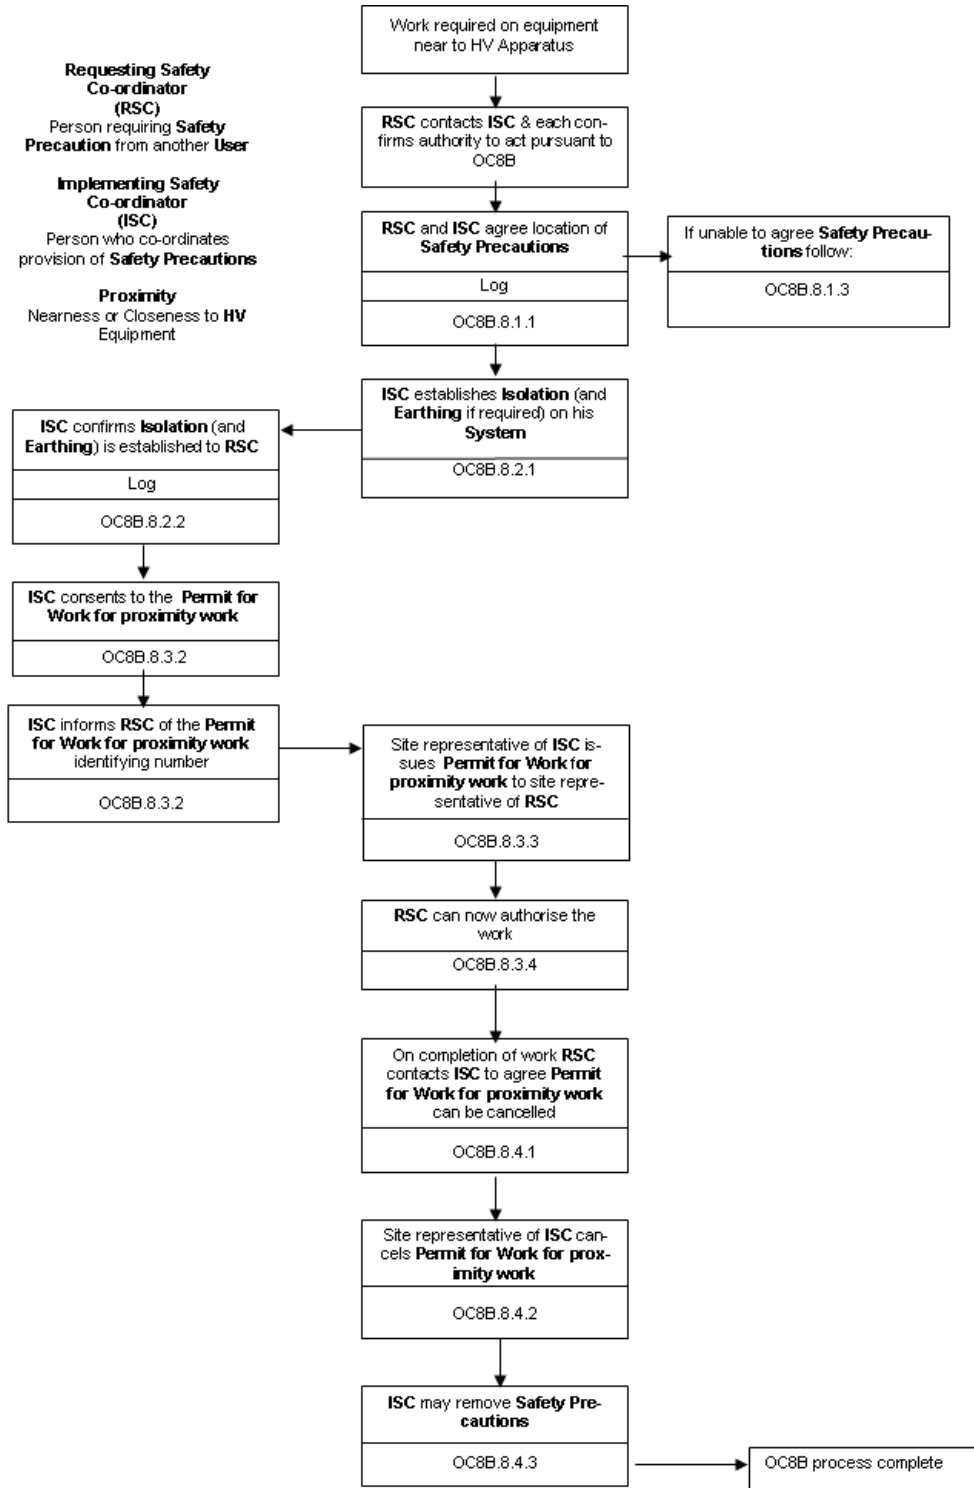 Work required on equipment
near to HV Apparatus
Requesting Safety
Co-ordinator
(RSC)
Person requiring Safety
Precaution from another User
Implementing Safety
Co-ordinator
(ISC)
Person who co-ordinates
provision of Safety Precautions
Proximity
Nearness or Closeness to HV
Equipment
RSC contacts ISC & each con-
firms authority to act pursuant to
OC8B
RSC and ISC agree location of
Safety Precautions
Log
OC8B.8.1.1
If unable to agree Safety Precau-
tions follow:
OC8B.8.1.3
ISC establishes Isolation (and
Earthing if required) on his
System
OC8B.8.2.1
ISC confirms Isolation (and
Earthing) is established to RSC
Log
OC8B.8.2.2
ISC consents to the Permit for
Work for proximity work
OC8B.8.3.2
ISC informs RSC of the Permit
for Work for proximity work
identifying number
OC8B.8.3.2
Site representative of ISC is-
sues Permit for Work for
proximity work to site repre-
sentative of RSC
OC8B.8.3.3
RSC can now authorise the
work
OC8B.8.3.4
On completion of work RSC
contacts ISC to agree Permit
for Work for proximity work
can be cancelled
OC8B.8.4.1
Site representative of ISC can-
cels Permit for Work for prox-
imity work
OC8B.8.4.2
ISC may remove Safety Pre-
cautions
OC8B.8.4.3
OC8B process complete